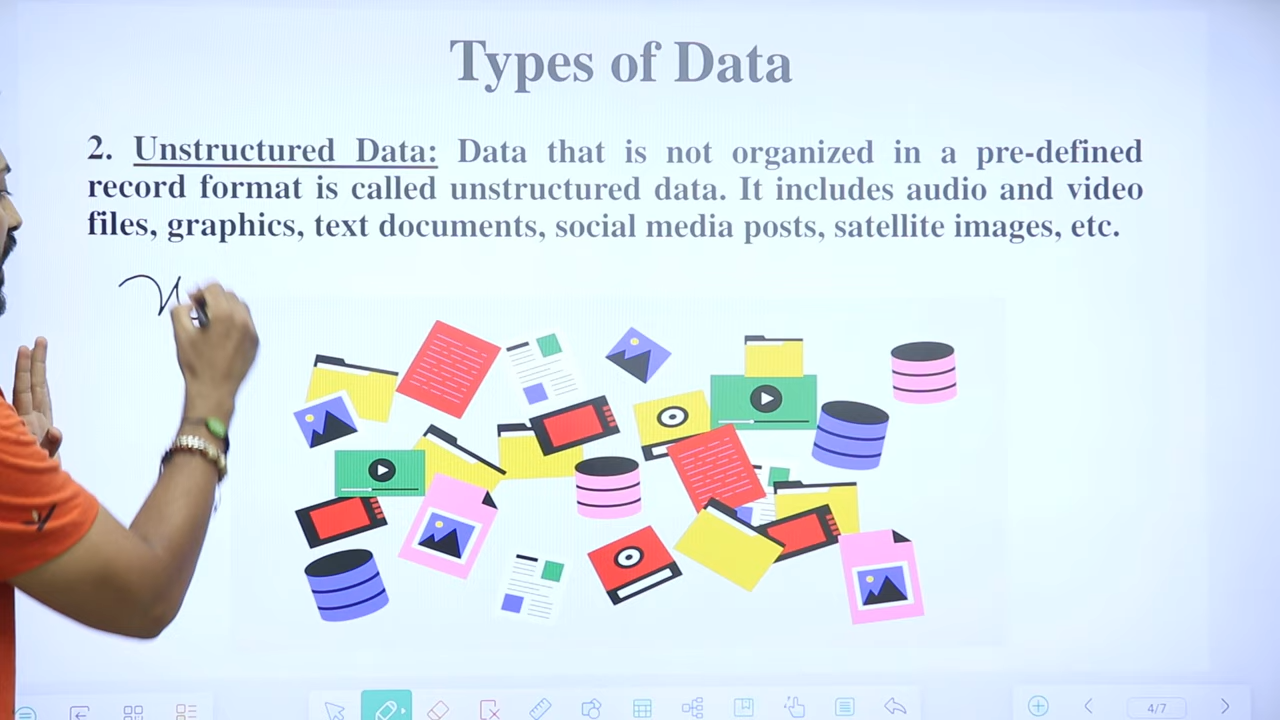 Types of Data
2. Unstructured Data: Data that is not organized in a pre-defined
record format is called unstructured data. It includes audio and video
files, graphics, text documents, social media posts, satellite images, etc.
4/7